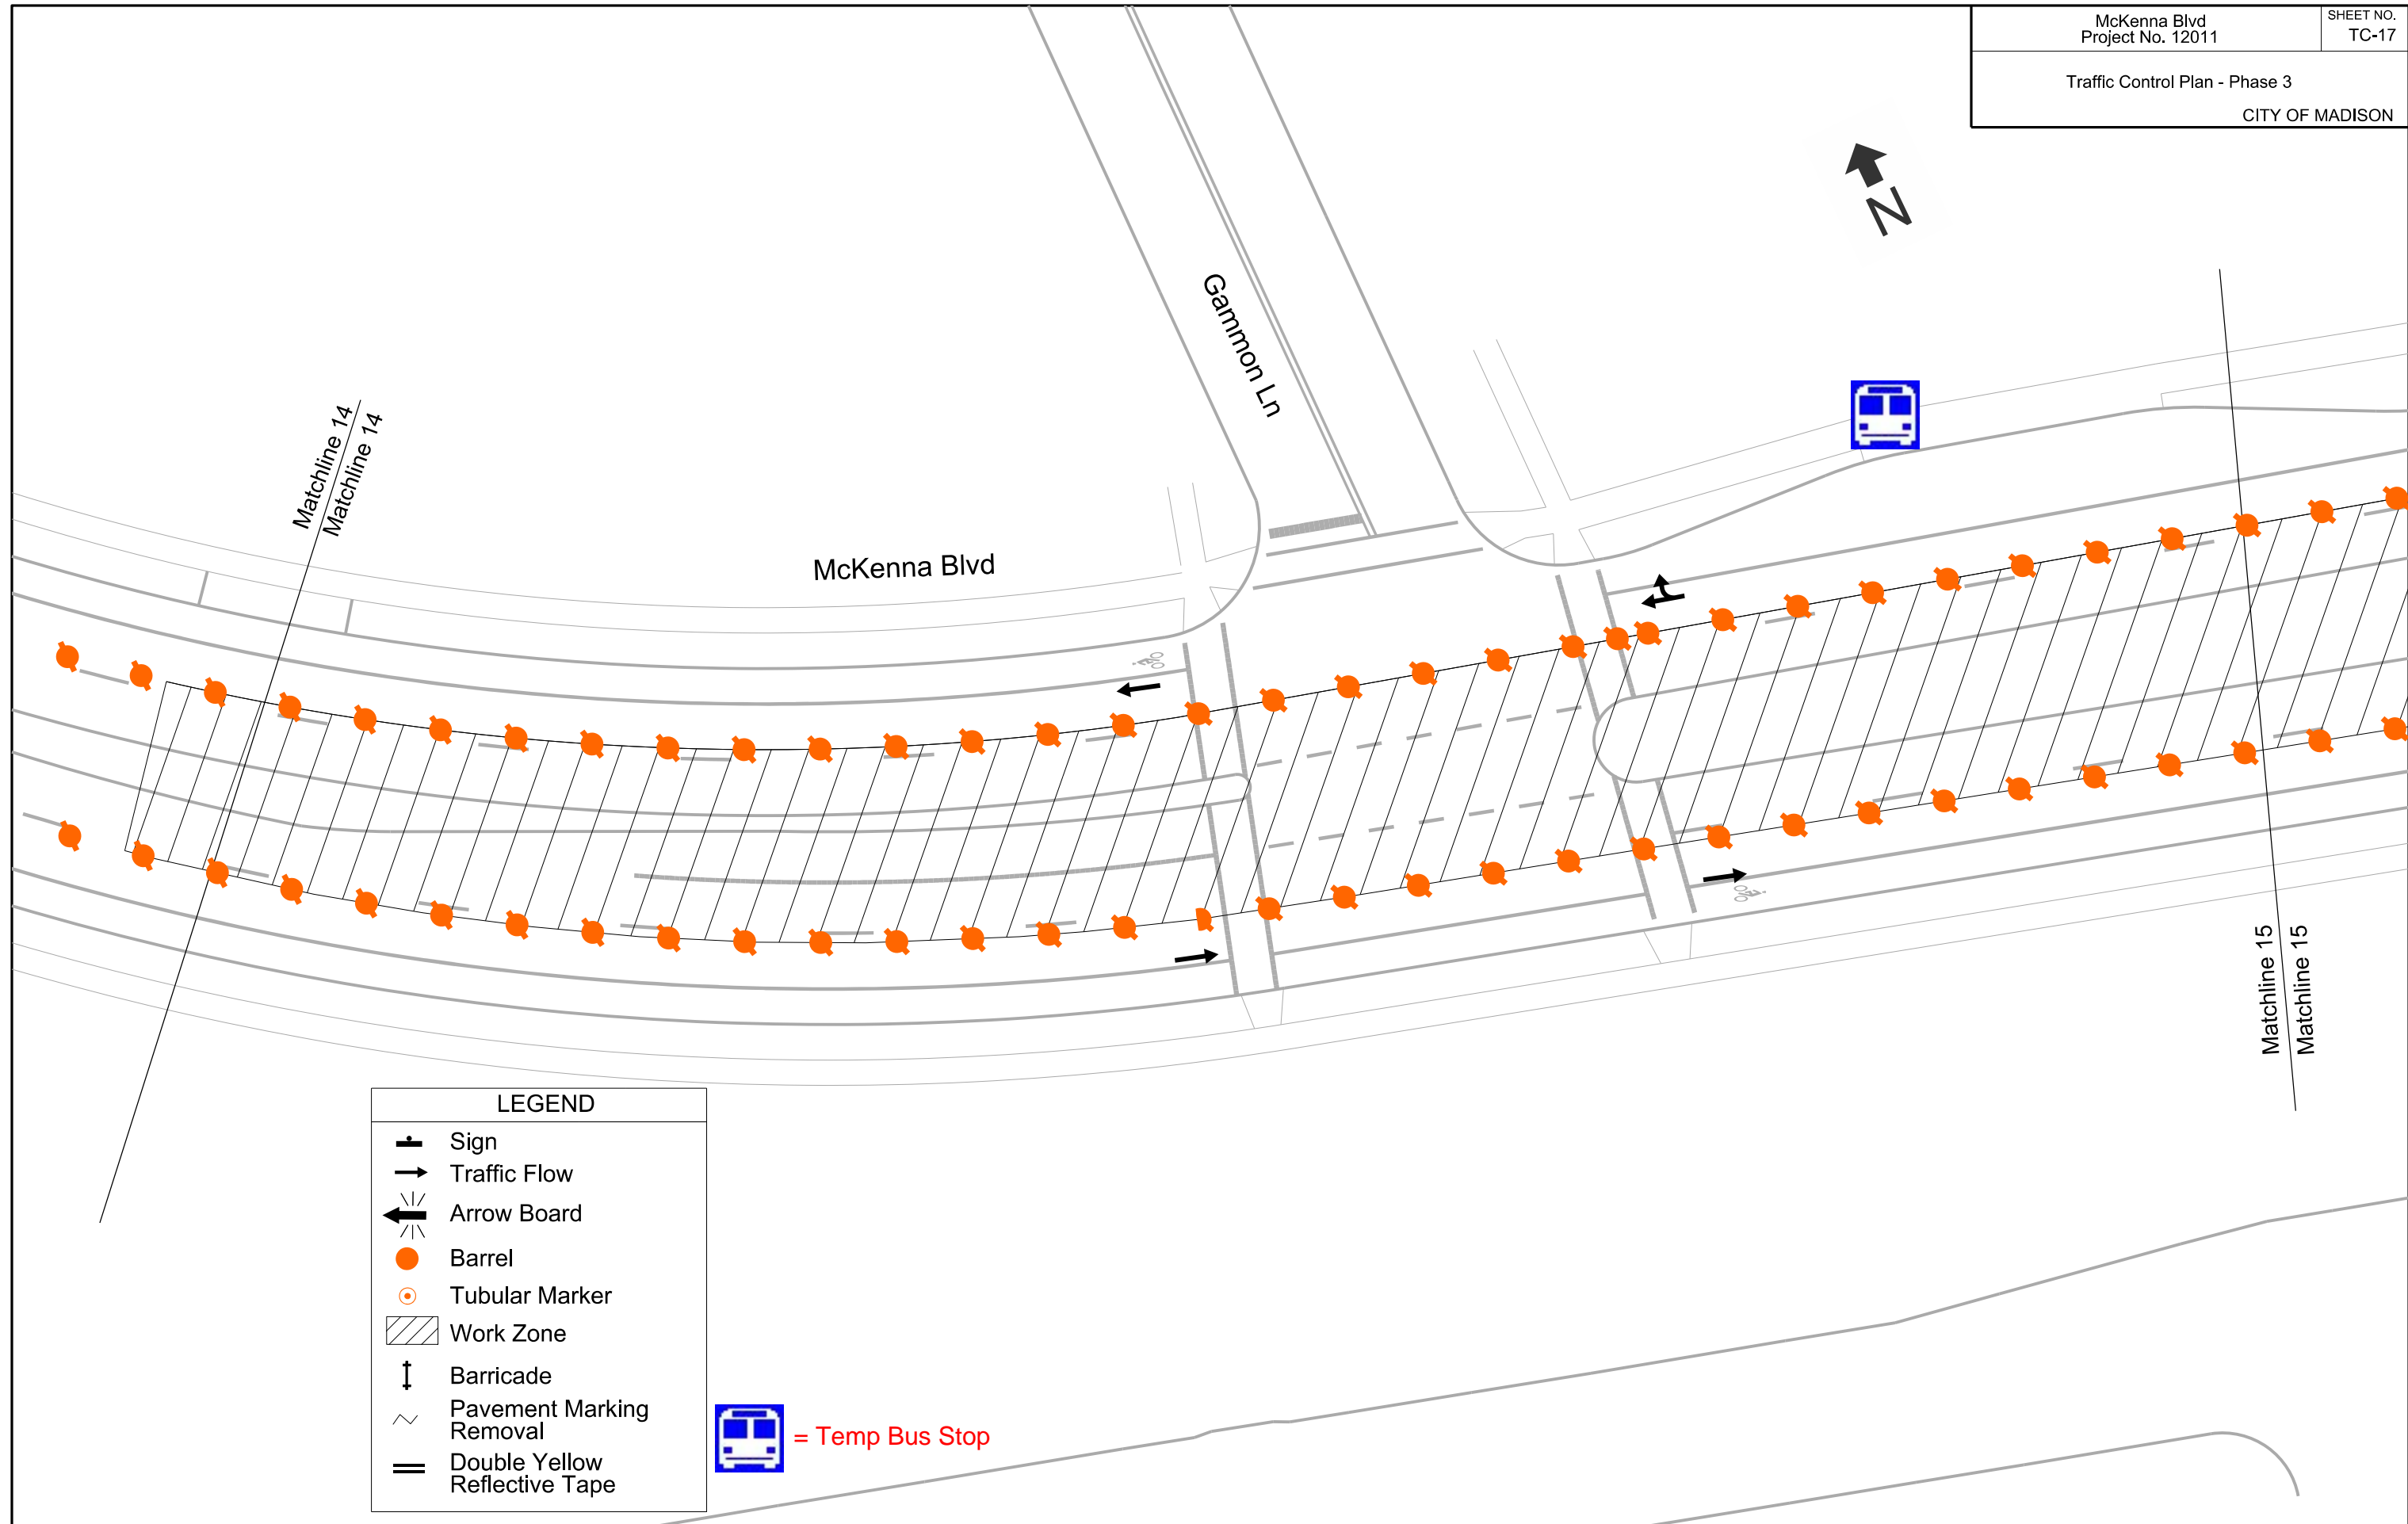 McKenna Blvd
Project No. 12011
SHEET NO.
TC-17
Traffic Control Plan - Phase 3
CITY OF MADISON
N
Gammon Ln
Matchline 14
Matchline 14
McKenna Blvd
Matchline 15
Matchline 15
LEGEND
Sign
Traffic Flow
Arrow Board
Barrel
Tubular Marker
Work Zone
Barricade
Pavement Marking
Removal
Double Yellow
Reflective Tape
= Temp Bus Stop